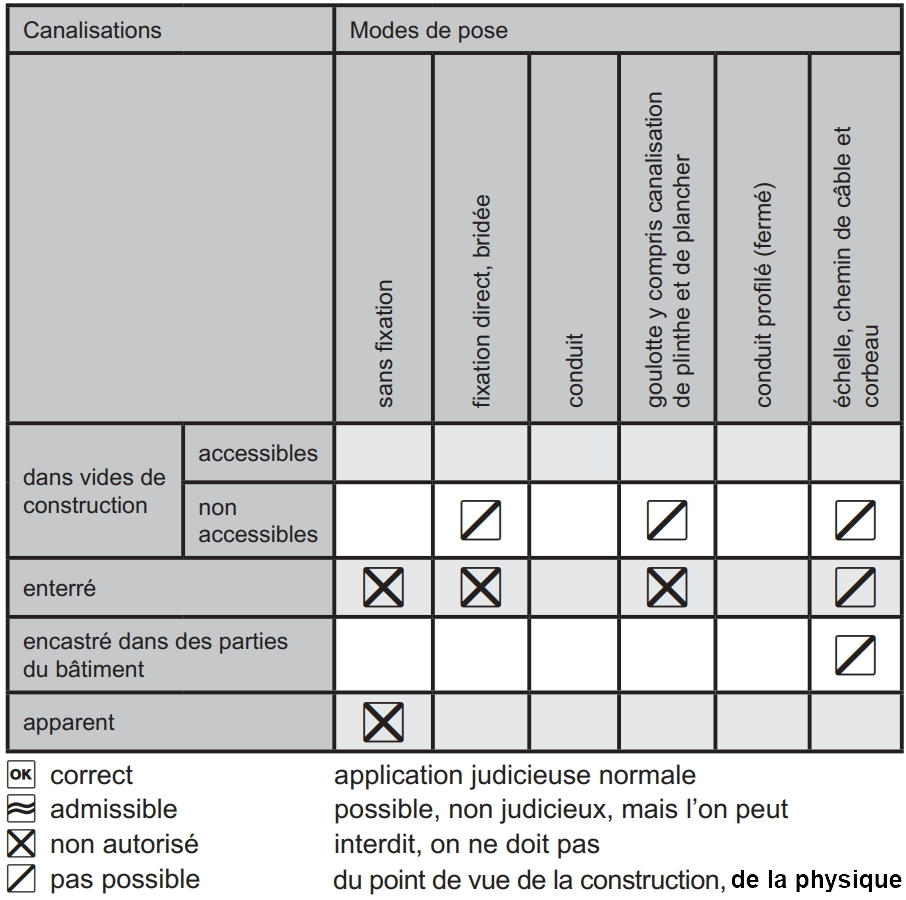 Canalisations
Modes de pose
sans fixation
fixation direct, bridée
conduit
goulotte y compris canalisation
de plinthe et de plancher
conduit profilé (fermé)
échelle, chemin de câble et
corbeau
dans vides de
construction
accessibles
non
accessibles
enterré
encastré dans des parties
du bâtiment
apparent
OK correct application judicieuse normale
admissible possible, non judicieux, mais l'on peut
non autorisé interdit, on ne doit pas
pas possible du point de vue de la construction, de la physique